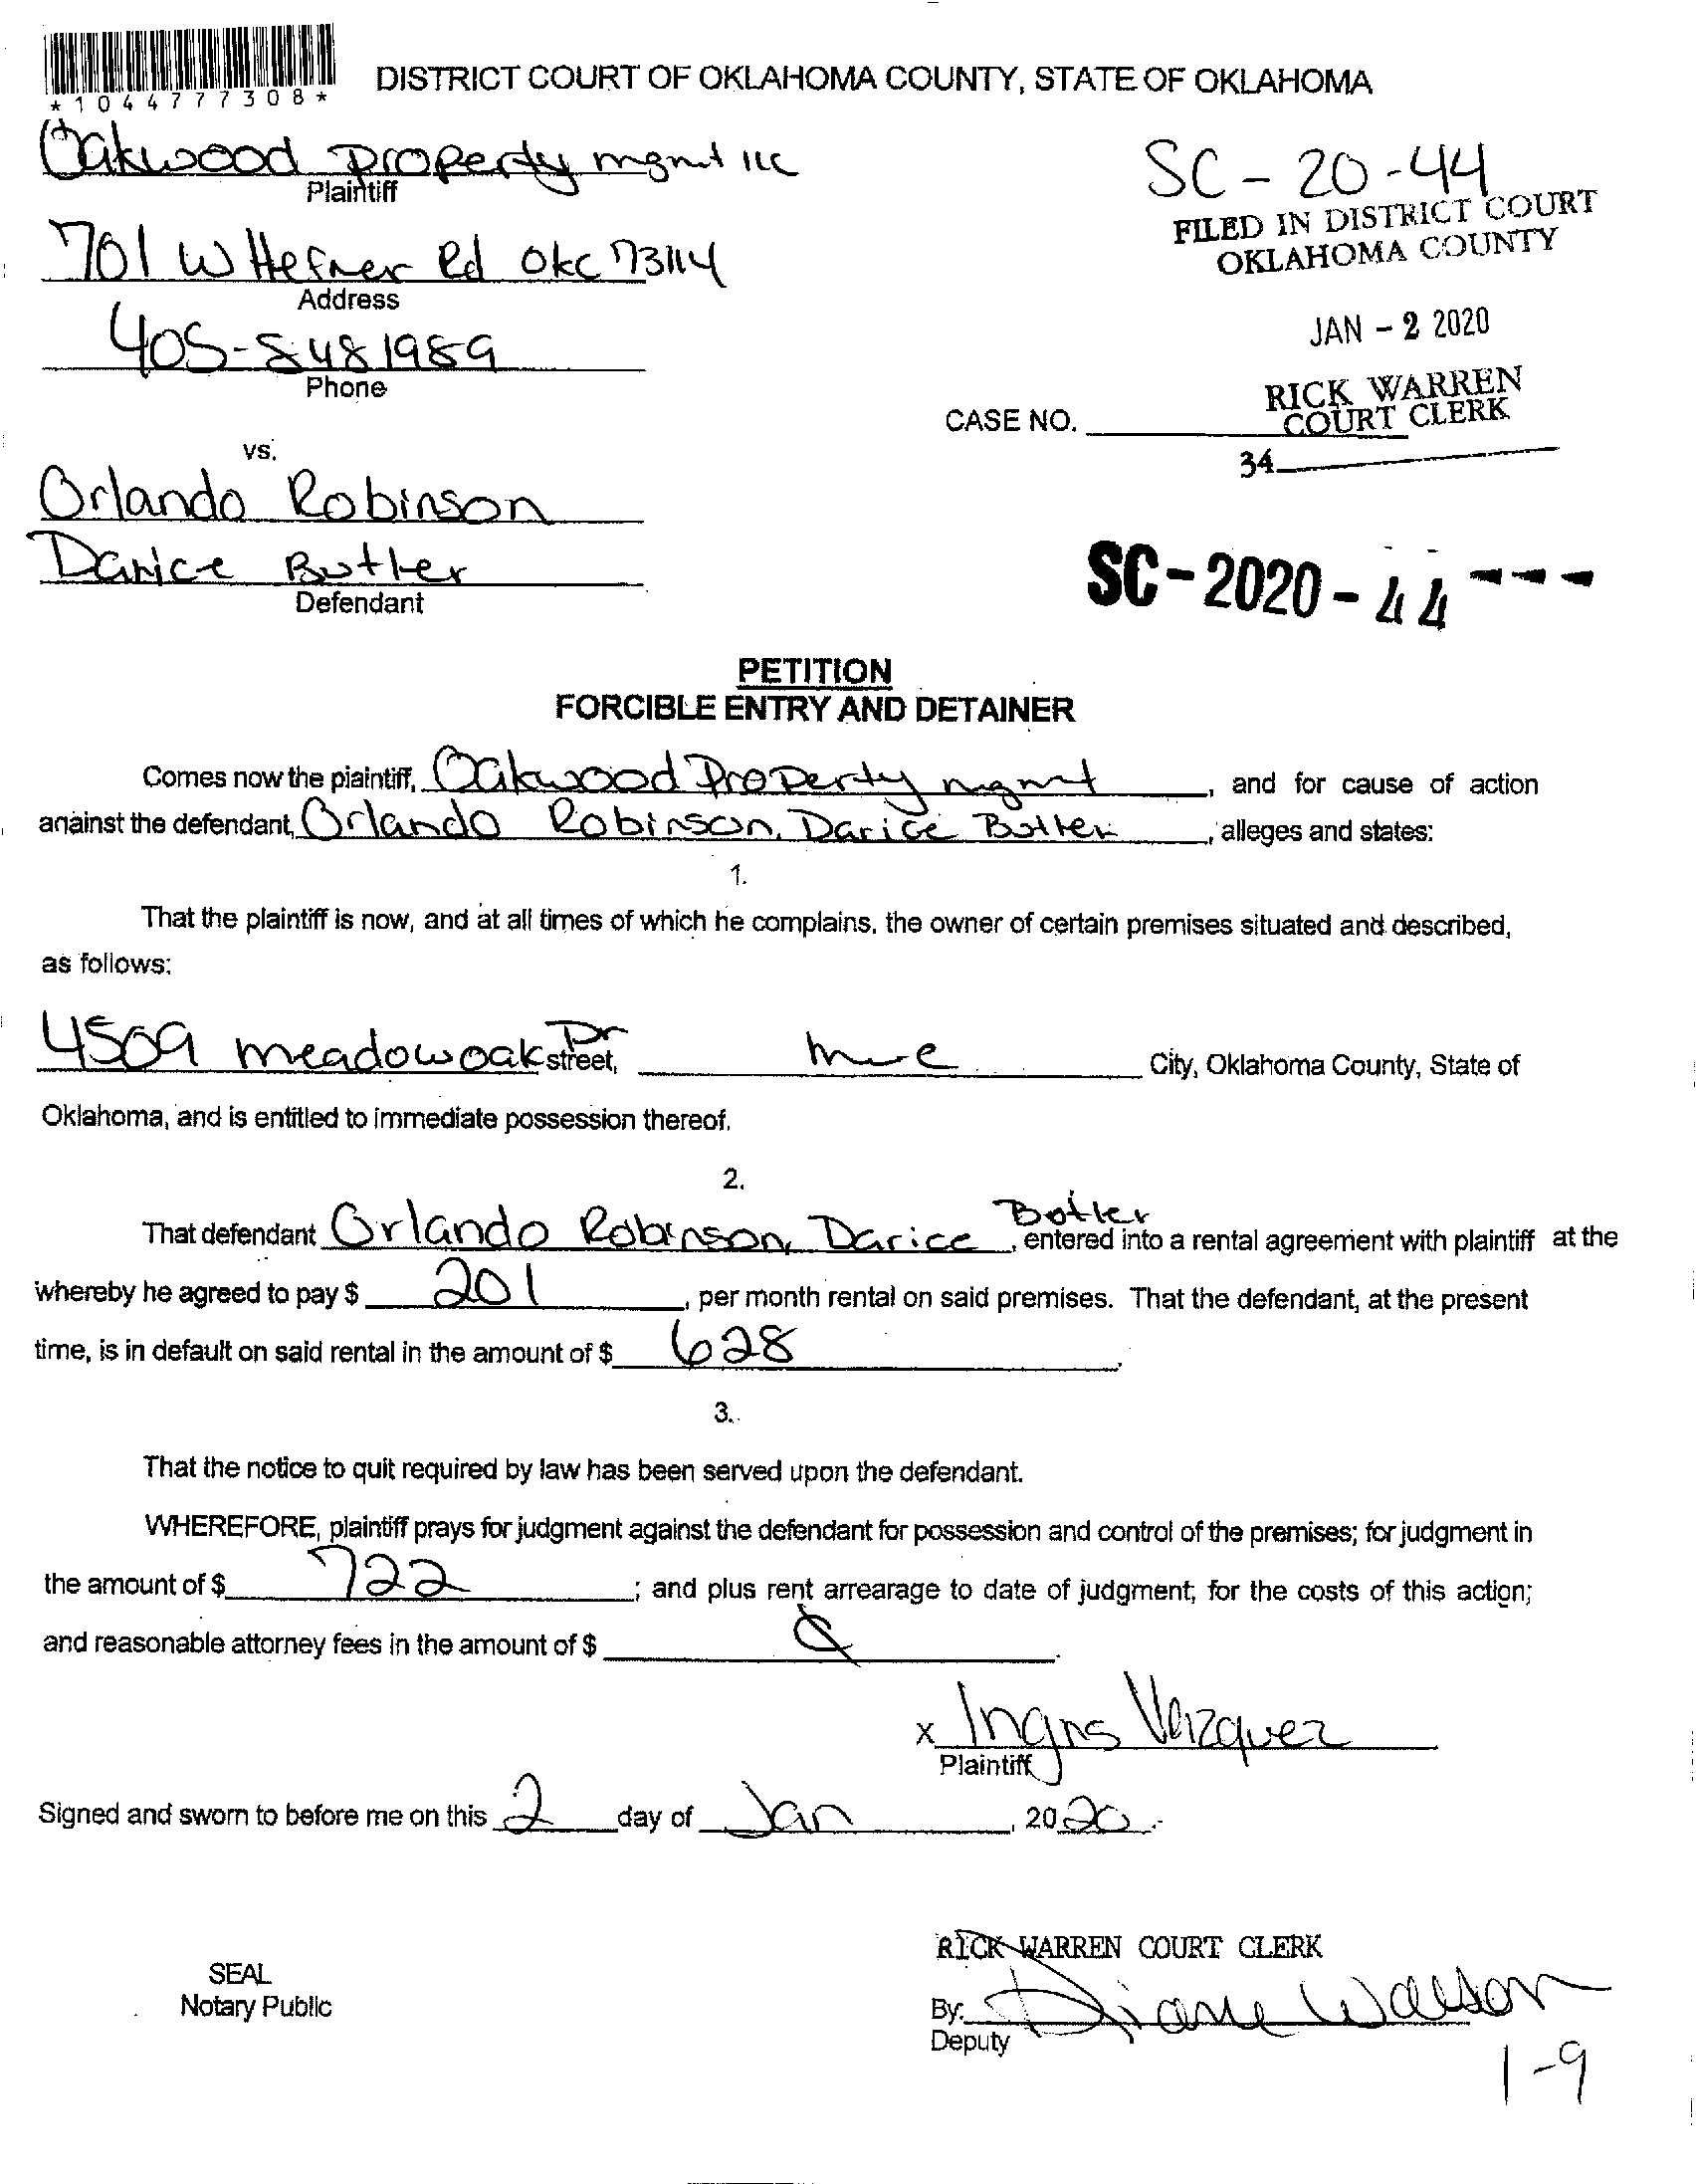 *1044777308*
DISTRICT COURT OF OKLAHOMA COUNTY, STATE OF OKLAHOMA
Oakwood Property mgmt llc
Plaintiff
SC - 20-44
FILED IN DISTRICT COURT
OKLAHOMA COUNTY
701 W Hefner Rd Okc 73114
Address
JAN - 2 2020
405-8481989
Phone
RICK WARREN
COURT CLERK
CASE NO.
34
vs.
Orlando Robinson
Darice Butler
Defendant
SC-2020-44---
PETITION
FORCIBLE ENTRY AND DETAINER
Comes now the plaintiff, Oakwood Property mgmt, and for cause of action
against the defendant, Orlando Robinson, Darice Butler, alleges and states:
1.
That the plaintiff is now, and at all times of which he complains, the owner of certain premises situated and described,
as follows:
4509 meadowoak Dr street, City, Oklahoma County, State of
Oklahoma, and is entitled to immediate possession thereof.
2.
That defendant Orlando Robinson, Darice Butler, entered into a rental agreement with plaintiff at the
whereby he agreed to pay $ 201, per month rental on said premises. That the defendant, at the present
time, is in default on said rental in the amount of $ 628.
3.
That the notice to quit required by law has been served upon the defendant.
WHEREFORE, plaintiff prays for judgment against the defendant for possession and control of the premises; for judgment in
the amount of $ 722; and plus rent arrearage to date of judgment; for the costs of this action;
and reasonable attorney fees in the amount of $.
x
Plaintiff
Signed and sworn to before me on this 2 day of Jan, 2020.
RICK WARREN COURT CLERK
SEAL
Notary Public
By: Diane Watson
Deputy
1-9